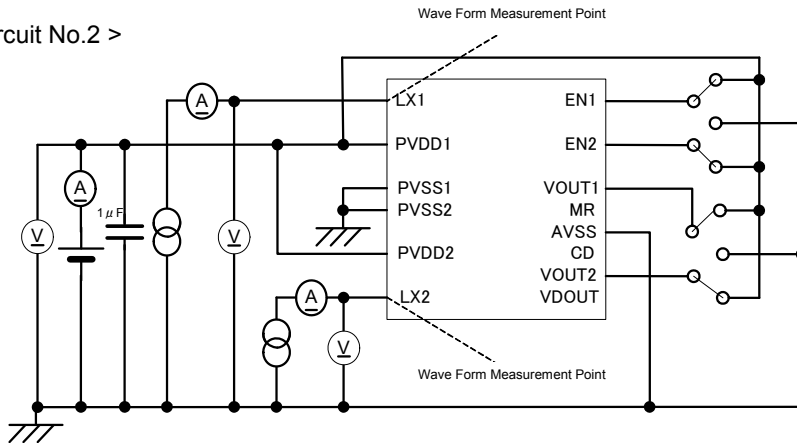 rcuit No.2 >
Wave Form Measurement Point
A
LX1
EN1
PVDD1
EN2
A
1μF
PVSS1
VOUT1
PVSS2
MR
V
V
AVSS
PVDD2
CD
VOUT2
A
LX2
VDOUT
V
Wave Form Measurement Point